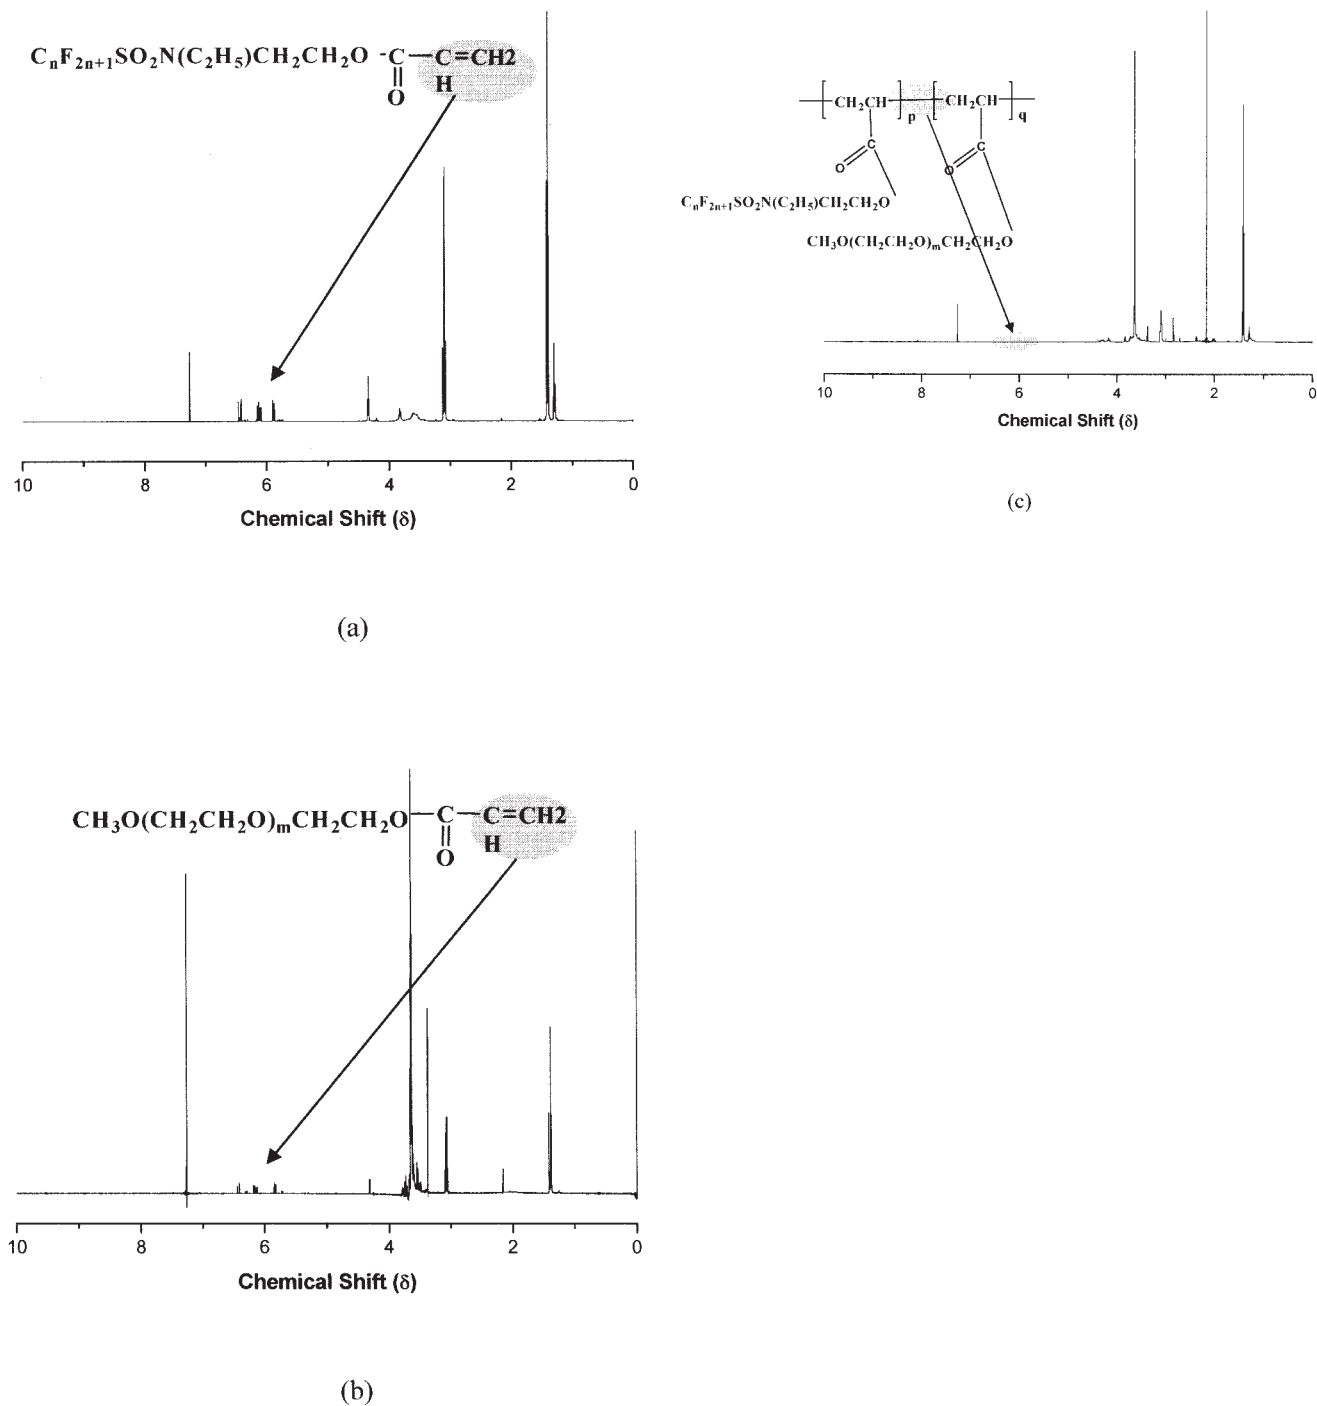 CnF2n+1SO2N(C2H5)CH2CH2O -C-C=CH2
H
O
10 8 6 4 2 0
Chemical Shift (δ)
(a)
[CH2CH]p[CH2CH]q
C C
O O
CnF2n+1SO2N(C2H5)CH2CH2O
CH3O(CH2CH2O)mCH2CH2O
10 8 6 4 2 0
Chemical Shift (δ)
(c)
CH3O(CH2CH2O)mCH2CH2O-C-C=CH2
H
O
10 8 6 4 2 0
Chemical Shift (δ)
(b)